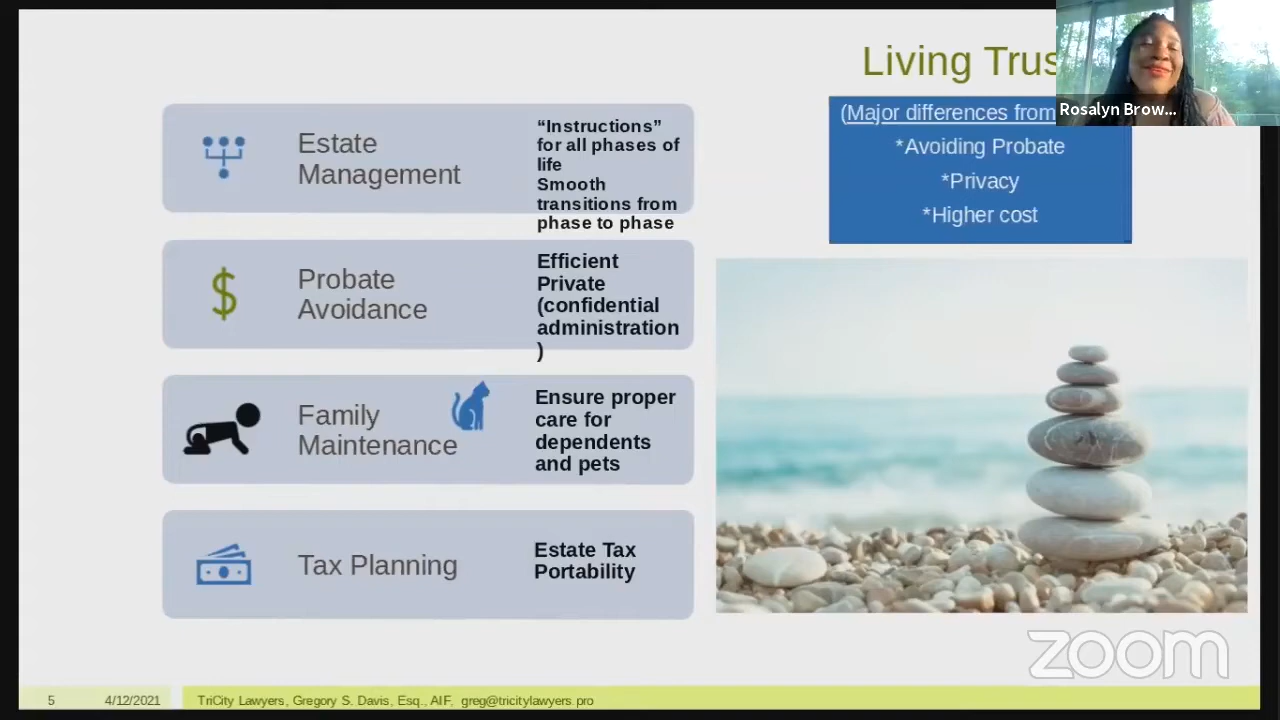 Living Trus
Rosalyn Brow...
(Major differences from
*Avoiding Probate
*Privacy
*Higher cost
Estate
Management
“Instructions”
for all phases of
life
Smooth
transitions from
phase to phase
Probate
Avoidance
Efficient
Private
(confidential
administration
)
Family
Maintenance
Ensure proper
care for
dependents
and pets
Tax Planning
Estate Tax
Portability
zoom
5 4/12/2021 TriCity Lawyers, Gregory S. Davis, Esq., AIF, greg@tricitylawyers.pro